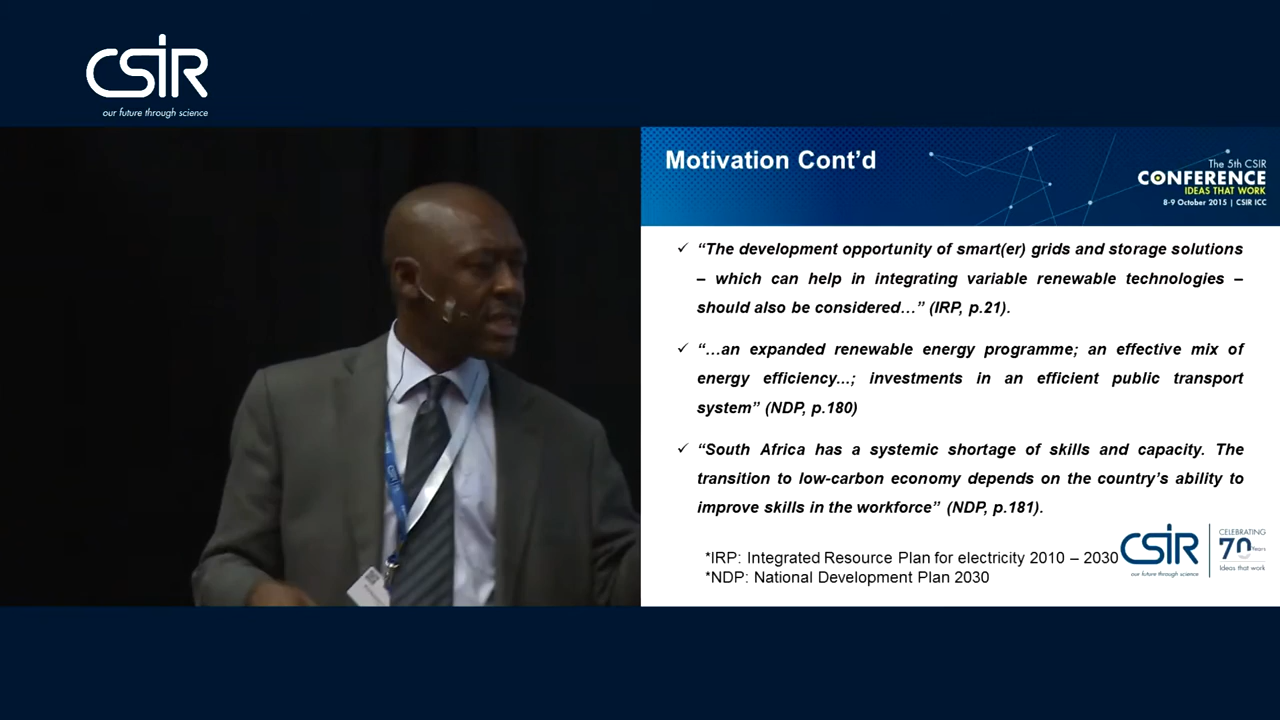 CSIR
our future through science
Motivation Cont’d
The 5th CSIR
CONFERENCE
IDEAS THAT WORK
8-9 October 2015 | CSIR ICC
✓ “The development opportunity of smart(er) grids and storage solutions
– which can help in integrating variable renewable technologies –
should also be considered…” (IRP, p.21).
✓ “…an expanded renewable energy programme; an effective mix of
energy efficiency...; investments in an efficient public transport
system” (NDP, p.180)
✓ “South Africa has a systemic shortage of skills and capacity. The
transition to low-carbon economy depends on the country’s ability to
improve skills in the workforce” (NDP, p.181).
*IRP: Integrated Resource Plan for electricity 2010 – 2030
*NDP: National Development Plan 2030
CSIR
our future through science
CELEBRATING
70 Years
Ideas that work